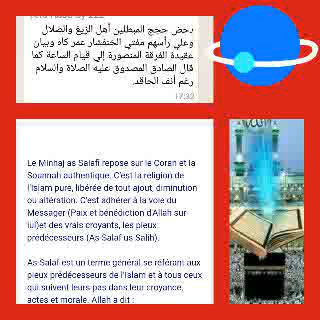 دحض حجج المبطلين أهل الزيغ والضلال
وعلى رأسهم مفتي الخنفشار عمر كاه وبيان
عقيدة الفرقة المنصورة إلى قيام الساعة كما
قال الصادق المصدوق عليه الصلاة والسلام
رغم أنف الحاقد.
17:33
Le Minhaj as Salafi repose sur le Coran et la
Sounnah authentique. C'est la religion de
l'Islam pure, libérée de tout ajout, diminution
ou altération. C'est adhérer à la voie du
Messager (Paix et bénédiction d'Allah sur
lui)et des vrais croyants, les pieux
prédécesseurs (As-Salaf us Salih).
As-Salaf est un terme général se référant aux
pieux prédécesseurs de l'Islam et à tous ceux
qui suivent leurs pas dans leur croyance,
actes et morale. Allah a dit :